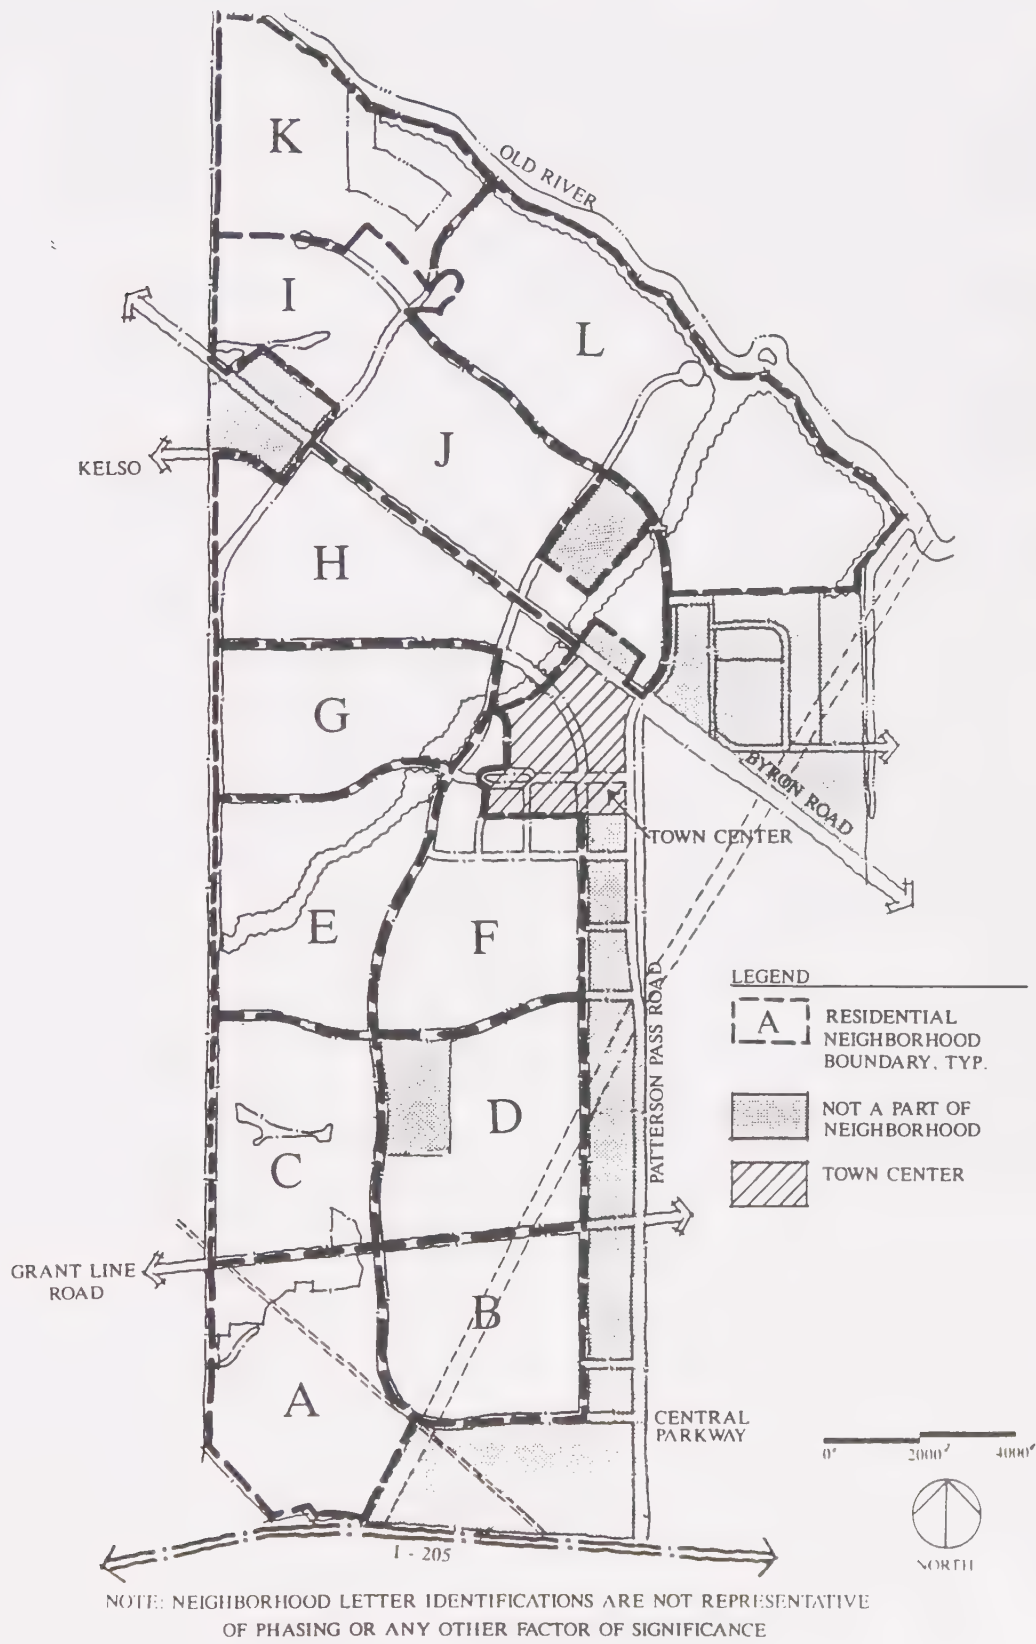 K
OLD RIVER
I
L
J
KELSO
H
G
BYRON ROAD
TOWN CENTER
E
F
PATTERSON PASS ROAD
LEGEND
A
RESIDENTIAL
NEIGHBORHOOD
BOUNDARY, TYP.
NOT A PART OF
NEIGHBORHOOD
TOWN CENTER
D
C
GRANT LINE
ROAD
B
A
CENTRAL
PARKWAY
0' 2000' 4000'
I - 205
NORTH
NOTE: NEIGHBORHOOD LETTER IDENTIFICATIONS ARE NOT REPRESENTATIVE
OF PHASING OR ANY OTHER FACTOR OF SIGNIFICANCE